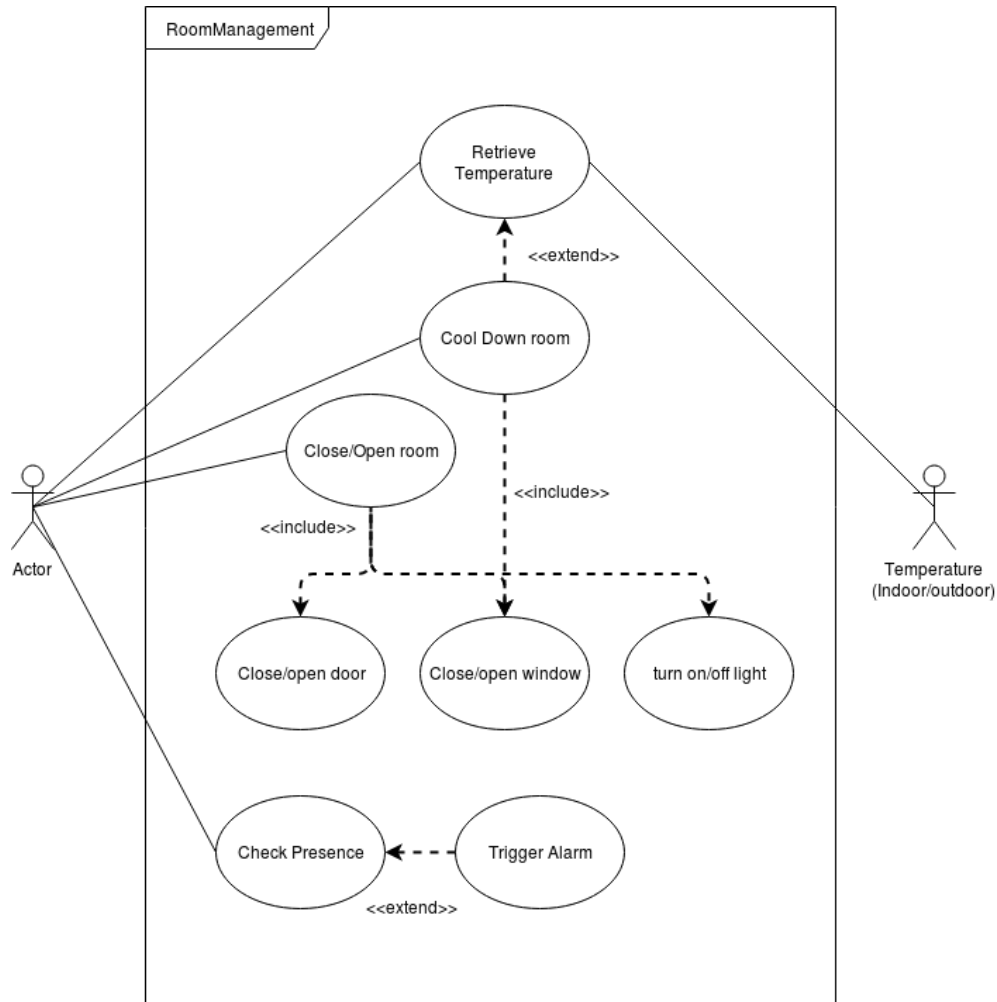 RoomManagement
Retrieve
Temperature
<<extend>>
Cool Down room
Close/Open room
<<include>>
<<include>>
Actor
Temperature
(Indoor/outdoor)
Close/open door
Close/open window
turn on/off light
Check Presence
Trigger Alarm
<<extend>>